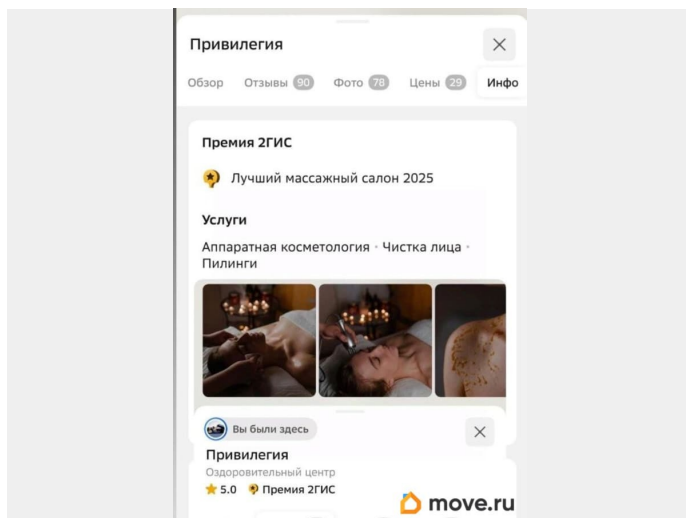 Привилегия
Обзор Отзывы 90 Фото 78 Цены 29 Инфо
Премия 2ГИС
Лучший массажный салон 2025
Услуги
Аппаратная косметология · Чистка лица ·
Пилинги
Вы были здесь
Привилегия
Оздоровительный центр
5.0 Премия 2ГИС
move.ru